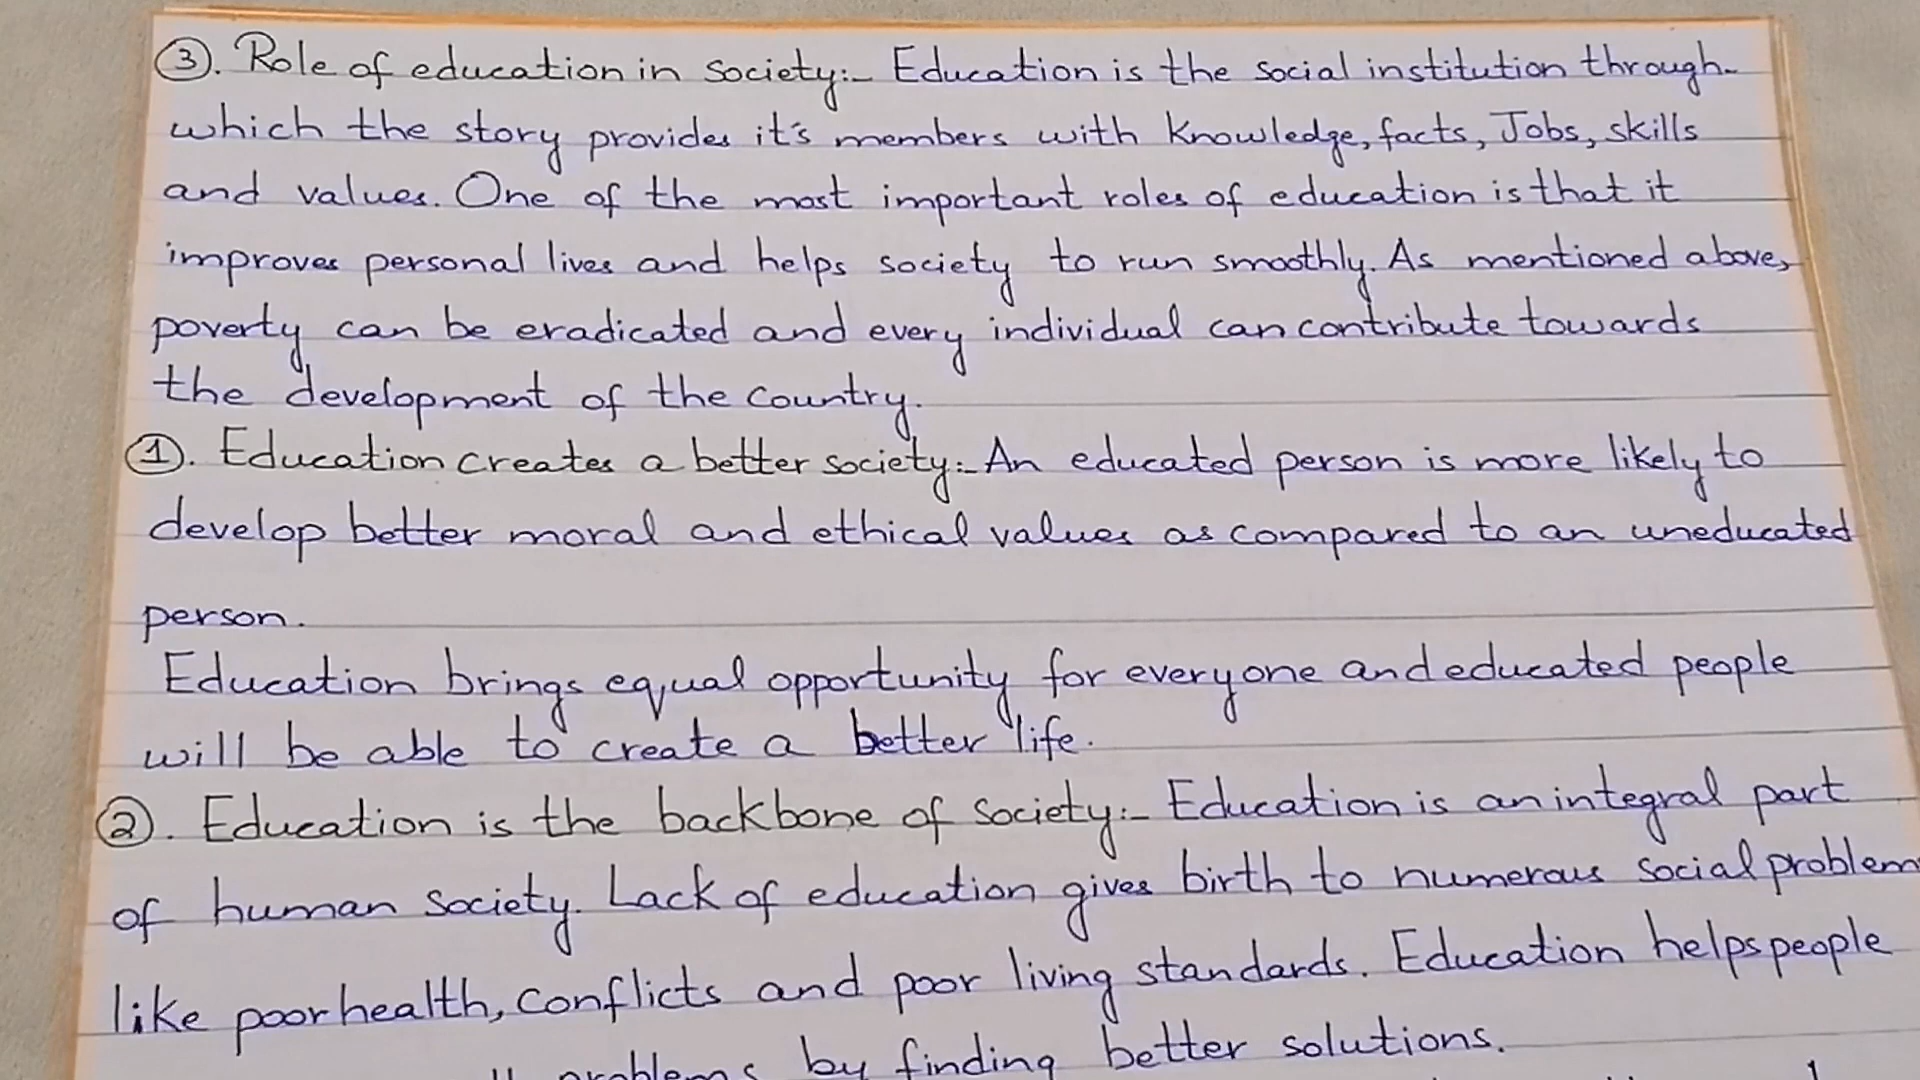 ③. Role of education in society:- Education is the social institution through
which the story provides it's members with knowledge, facts, Jobs, skills
and values. One of the most important roles of education is that it
improves personal lives and helps society to run smoothly. As mentioned above,
poverty can be eradicated and every individual can contribute towards
the development of the country.
①. Education creates a better society:- An educated person is more likely to
develop better moral and ethical values as compared to an uneducated
person.
Education brings equal opportunity for everyone and educated people
will be able to create a better life.
②. Education is the backbone of society:- Education is an integral part
of human society. Lack of education gives birth to numerous social problems
like poor health, conflicts and poor living standards. Education helps people
problems by finding better solutions.